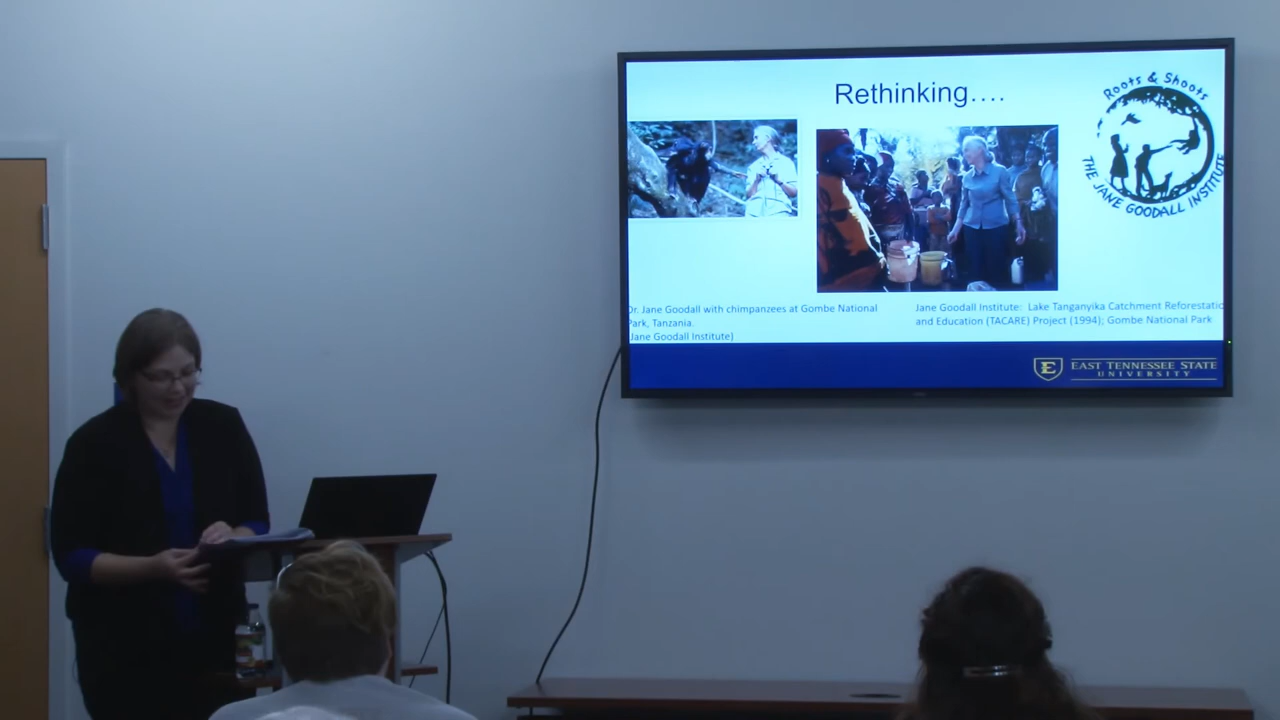 Rethinking....
Roots & Shoots
THE JANE GOODALL INSTITUTE
Dr. Jane Goodall with chimpanzees at Gombe National
Park, Tanzania.
Jane Goodall Institute)
Jane Goodall Institute: Lake Tanganyika Catchment Reforestatio
and Education (TACARE) Project (1994); Gombe National Park
E
EAST TENNESSEE STATE
UNIVERSITY